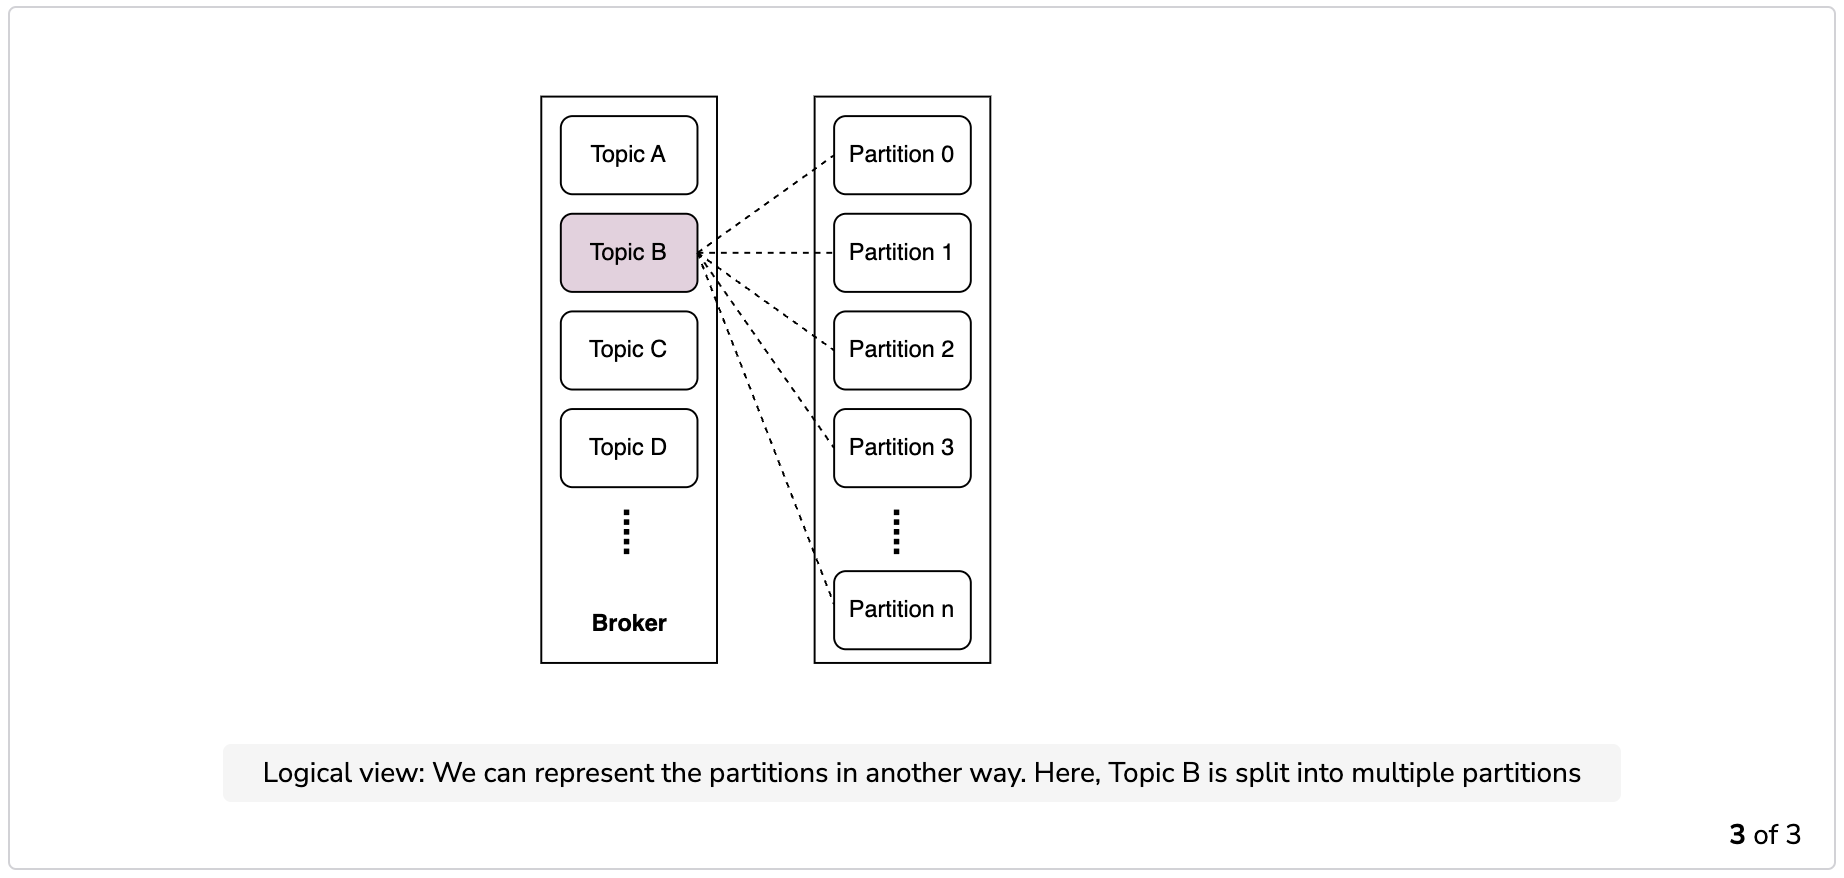 Topic A
Topic B
Topic C
Topic D
Broker
Partition 0
Partition 1
Partition 2
Partition 3
Partition n
Logical view: We can represent the partitions in another way. Here, Topic B is split into multiple partitions
3 of 3